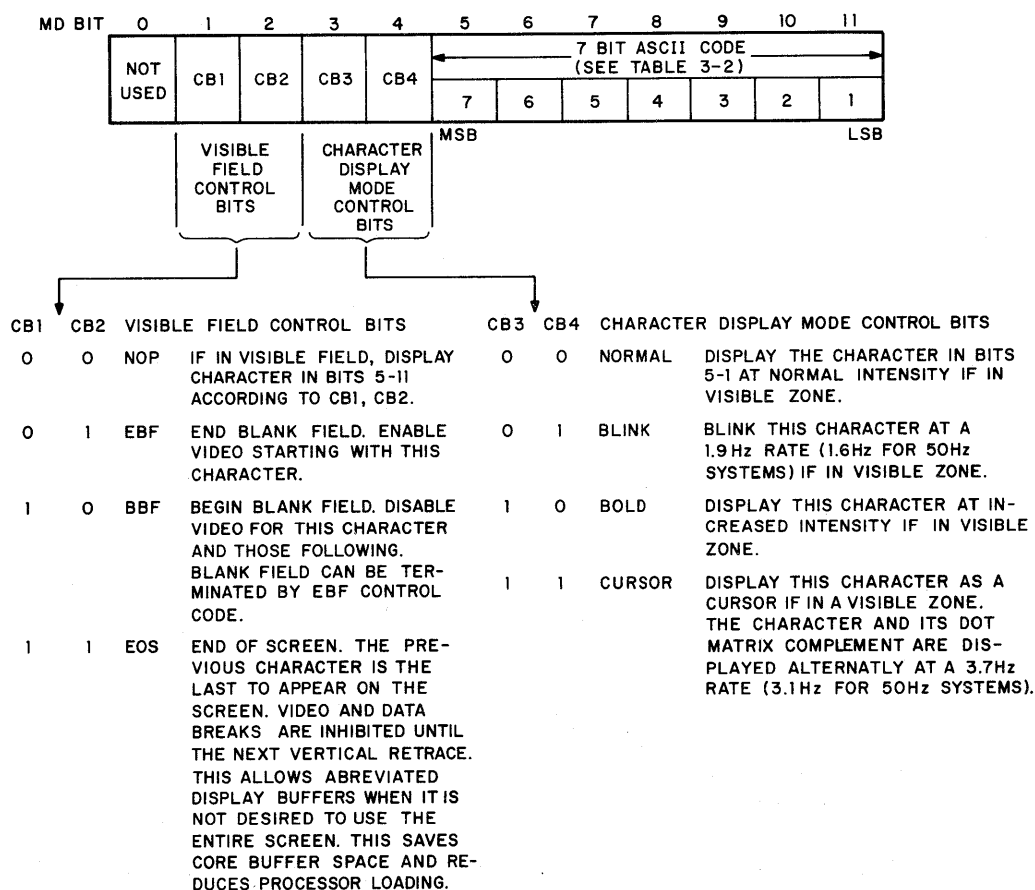 MD BIT 0 1 2 3 4 5 6 7 8 9 10 11
NOT USED
CB1
CB2
CB3
CB4
7 BIT ASCII CODE
(SEE TABLE 3-2)
7 6 5 4 3 2 1
MSB LSB
VISIBLE
FIELD
CONTROL
BITS
CHARACTER
DISPLAY
MODE
CONTROL
BITS
CB1 CB2 VISIBLE FIELD CONTROL BITS
0 0 NOP IF IN VISIBLE FIELD, DISPLAY
CHARACTER IN BITS 5-11
ACCORDING TO CB1, CB2.
0 1 EBF END BLANK FIELD. ENABLE
VIDEO STARTING WITH THIS
CHARACTER.
1 0 BBF BEGIN BLANK FIELD. DISABLE
VIDEO FOR THIS CHARACTER
AND THOSE FOLLOWING.
BLANK FIELD CAN BE TER-
MINATED BY EBF CONTROL
CODE.
1 1 EOS END OF SCREEN. THE PRE-
VIOUS CHARACTER IS THE
LAST TO APPEAR ON THE
SCREEN. VIDEO AND DATA
BREAKS ARE INHIBITED UNTIL
THE NEXT VERTICAL RETRACE.
THIS ALLOWS ABREVIATED
DISPLAY BUFFERS WHEN IT IS
NOT DESIRED TO USE THE
ENTIRE SCREEN. THIS SAVES
CORE BUFFER SPACE AND RE-
DUCES PROCESSOR LOADING.
CB3 CB4 CHARACTER DISPLAY MODE CONTROL BITS
0 0 NORMAL DISPLAY THE CHARACTER IN BITS
5-1 AT NORMAL INTENSITY IF IN
VISIBLE ZONE.
0 1 BLINK BLINK THIS CHARACTER AT A
1.9Hz RATE (1.6Hz FOR 50Hz
SYSTEMS) IF IN VISIBLE ZONE.
1 0 BOLD DISPLAY THIS CHARACTER AT IN-
CREASED INTENSITY IF IN VISIBLE
ZONE.
1 1 CURSOR DISPLAY THIS CHARACTER AS A
CURSOR IF IN A VISIBLE ZONE.
THE CHARACTER AND ITS DOT
MATRIX COMPLEMENT ARE DIS-
PLAYED ALTERNATLY AT A 3.7Hz
RATE (3.1Hz FOR 50Hz SYSTEMS).